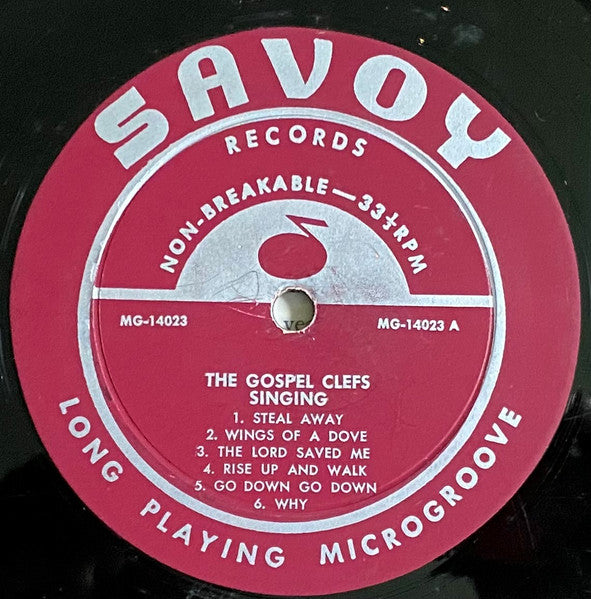 SAVOY
RECORDS
NON-BREAKABLE—33⅓RPM
MG-14023
MG-14023 A
THE GOSPEL CLEFS
SINGING
1. STEAL AWAY
2. WINGS OF A DOVE
3. THE LORD SAVED ME
4. RISE UP AND WALK
5. GO DOWN GO DOWN
6. WHY
LONG PLAYING MICROGROOVE